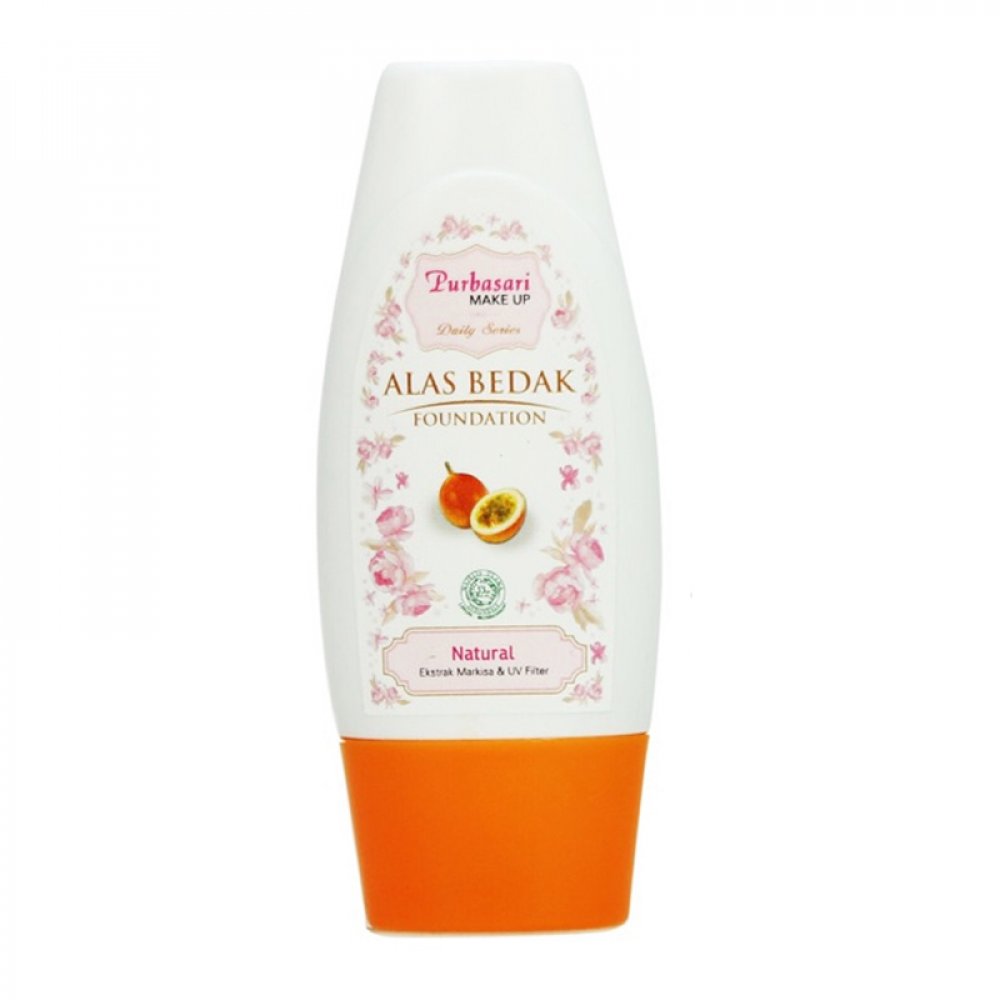 Purbasari
MAKE UP
Daily Series
ALAS BEDAK
FOUNDATION
Natural
Ekstrak Markisa & UV Filter